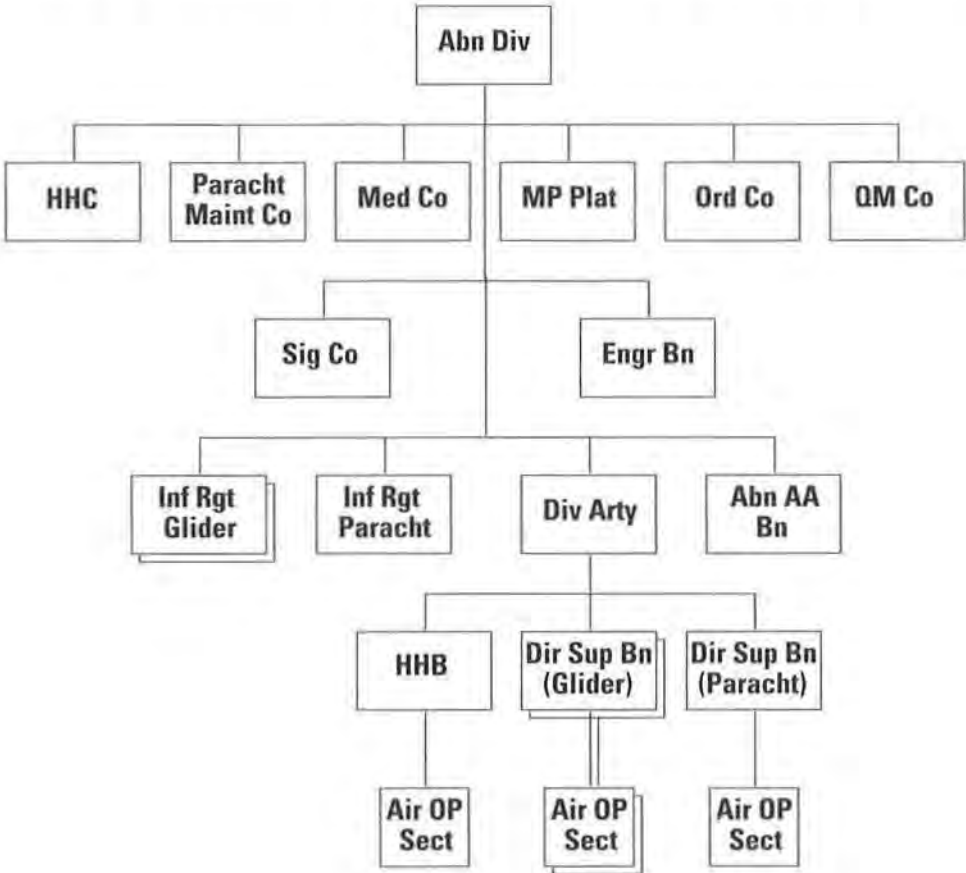 Abn Div
HHC
Paracht
Maint Co
Med Co
MP Plat
Ord Co
QM Co
Sig Co
Engr Bn
Inf Rgt
Glider
Inf Rgt
Paracht
Div Arty
Abn AA
Bn
HHB
Dir Sup Bn
(Glider)
Dir Sup Bn
(Paracht)
Air OP
Sect
Air OP
Sect
Air OP
Sect